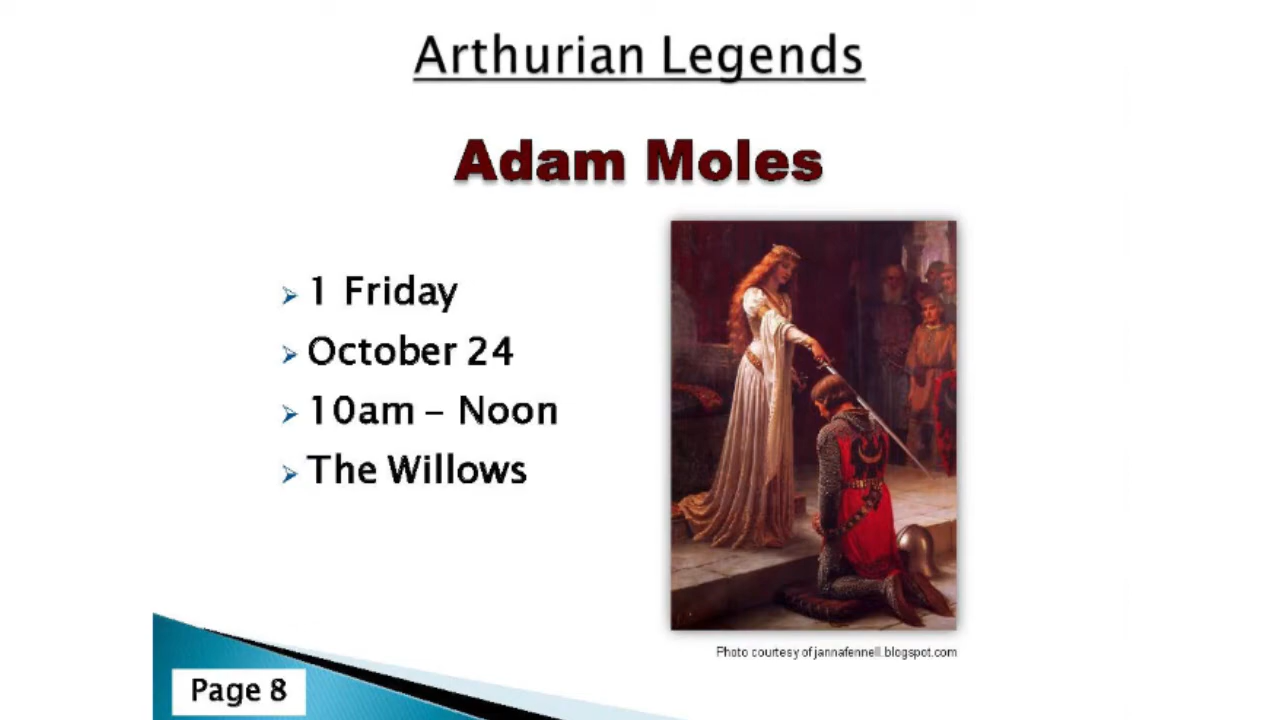 Arthurian Legends
Adam Moles
1 Friday
October 24
10am – Noon
The Willows
Photo courtesy of jannafennell.blogspot.com
Page 8